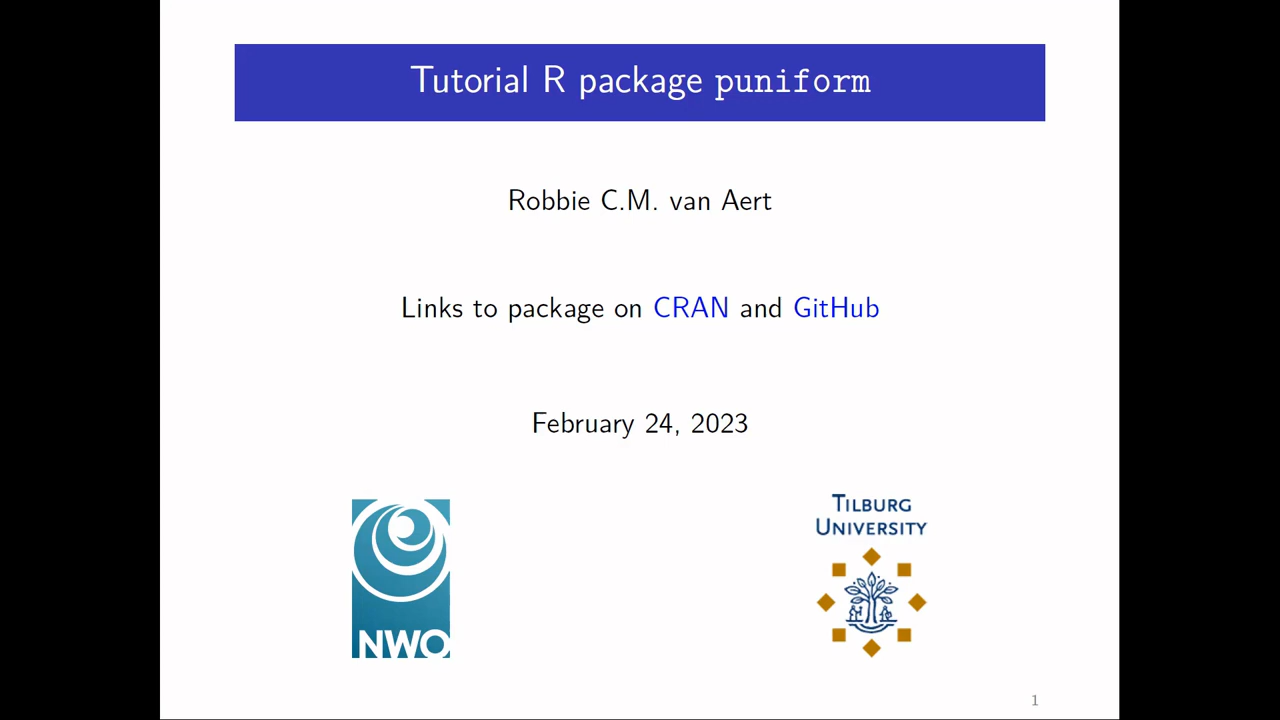 Tutorial R package puniform
Robbie C.M. van Aert
Links to package on CRAN and GitHub
February 24, 2023
NWO
TILBURG
UNIVERSITY
1